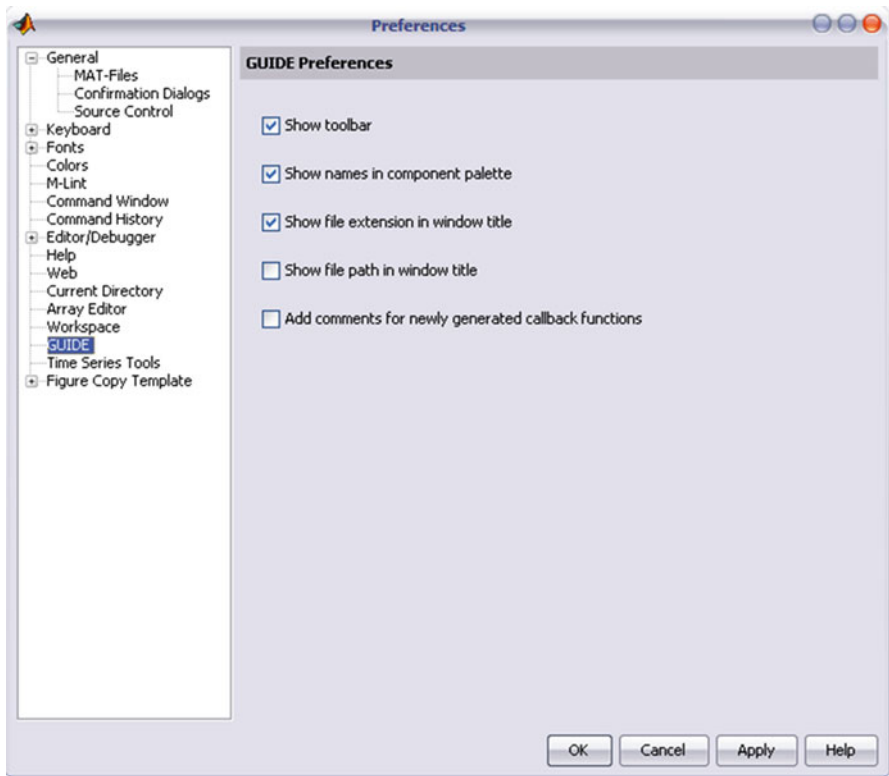 Preferences
General
MAT-Files
Confirmation Dialogs
Source Control
Keyboard
Fonts
Colors
M-Lint
Command Window
Command History
Editor/Debugger
Help
Web
Current Directory
Array Editor
Workspace
GUIDE
Time Series Tools
Figure Copy Template
GUIDE Preferences
Show toolbar
Show names in component palette
Show file extension in window title
Show file path in window title
Add comments for newly generated callback functions
OK
Cancel
Apply
Help